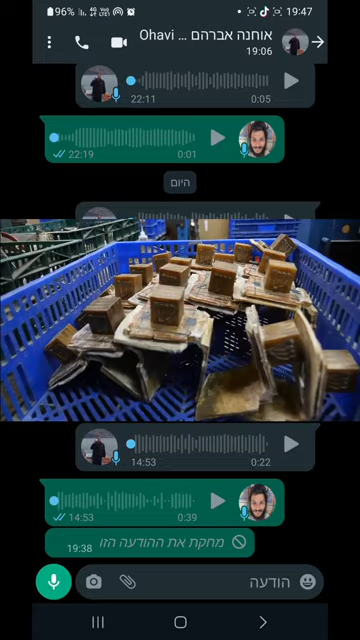 96% 4G 19:47
אוחנה אברהם ... Ohavi
19:06
22:11 0:05
22:19 0:01
היום
14:53 0:22
14:53 0:39
מחקת את ההודעה הזו 19:38
הודעה